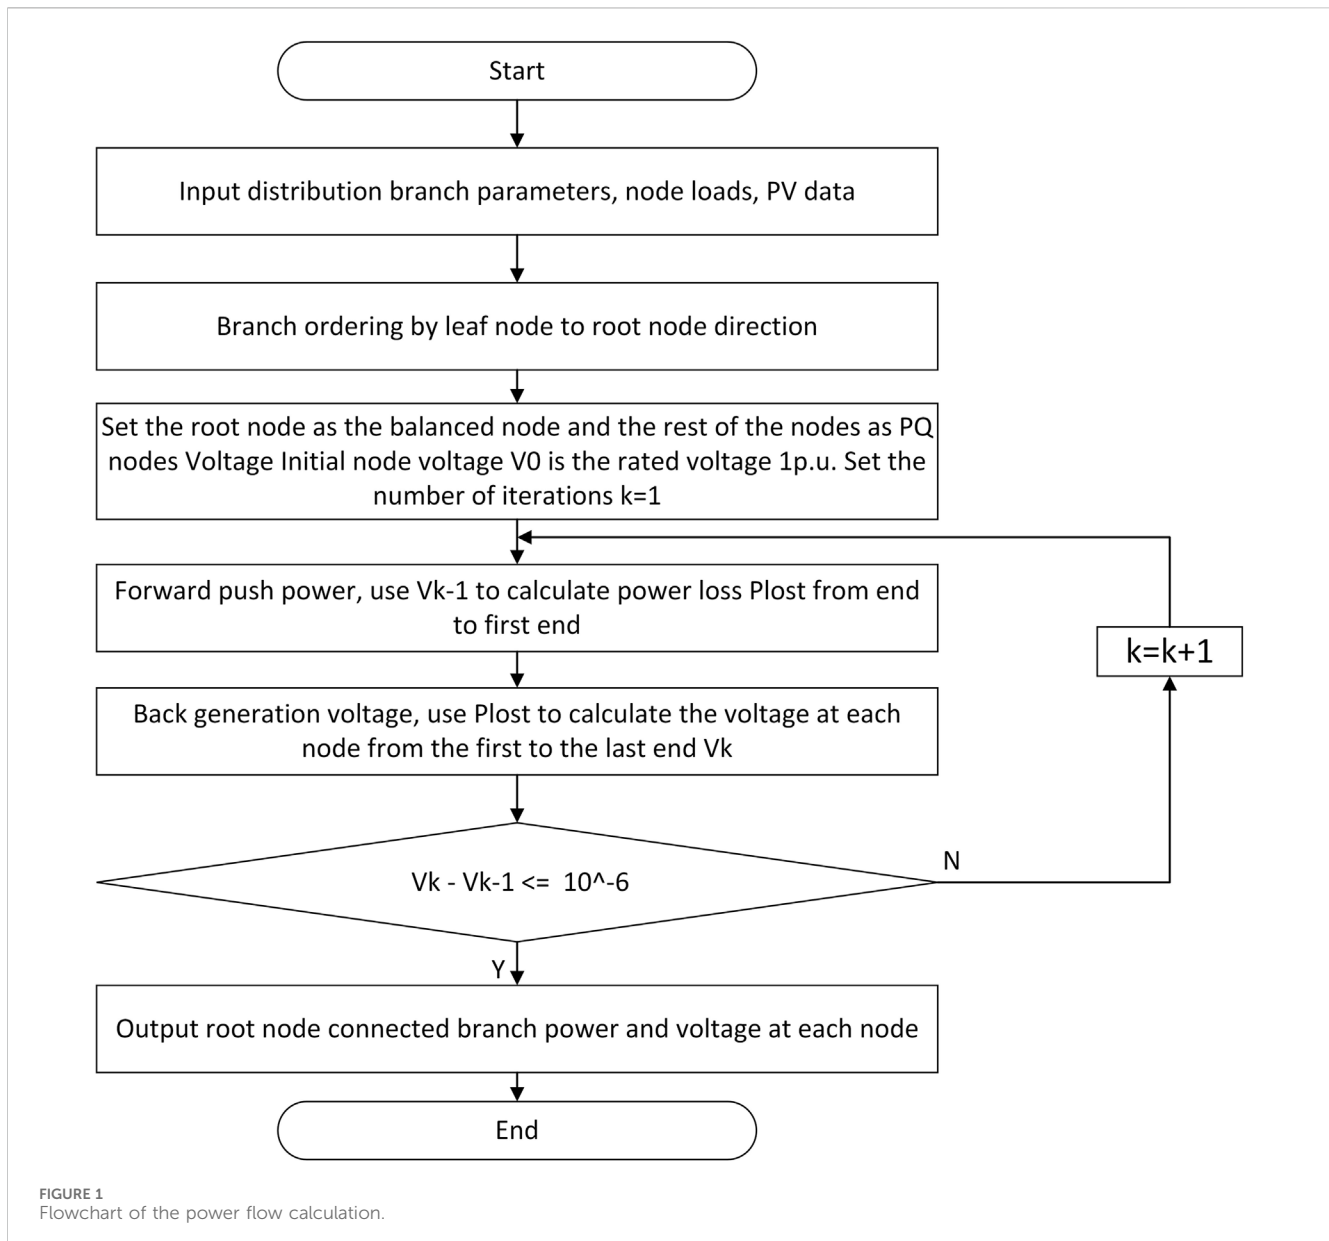 Start
Input distribution branch parameters, node loads, PV data
Branch ordering by leaf node to root node direction
Set the root node as the balanced node and the rest of the nodes as PQ
nodes Voltage Initial node voltage V0 is the rated voltage 1p.u. Set the
number of iterations k=1
Forward push power, use Vk-1 to calculate power loss Plost from end
to first end
k=k+1
Back generation voltage, use Plost to calculate the voltage at each
node from the first to the last end Vk
N
Vk - Vk-1 <= 10^-6
Y
Output root node connected branch power and voltage at each node
End
FIGURE 1
Flowchart of the power flow calculation.